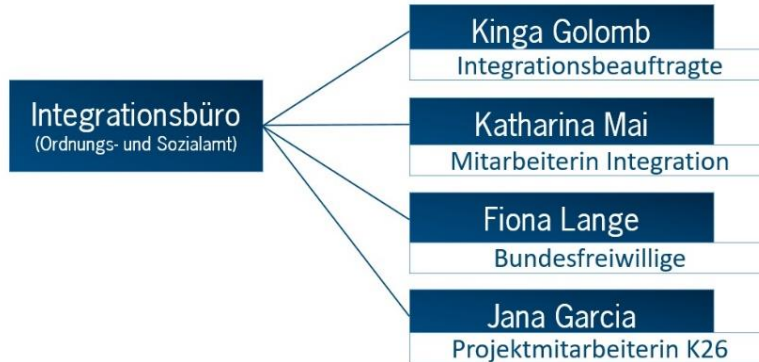 Integrationsbüro
(Ordnungs- und Sozialamt)
Kinga Golomb
Integrationsbeauftragte
Katharina Mai
Mitarbeiterin Integration
Fiona Lange
Bundesfreiwillige
Jana Garcia
Projektmitarbeiterin K26